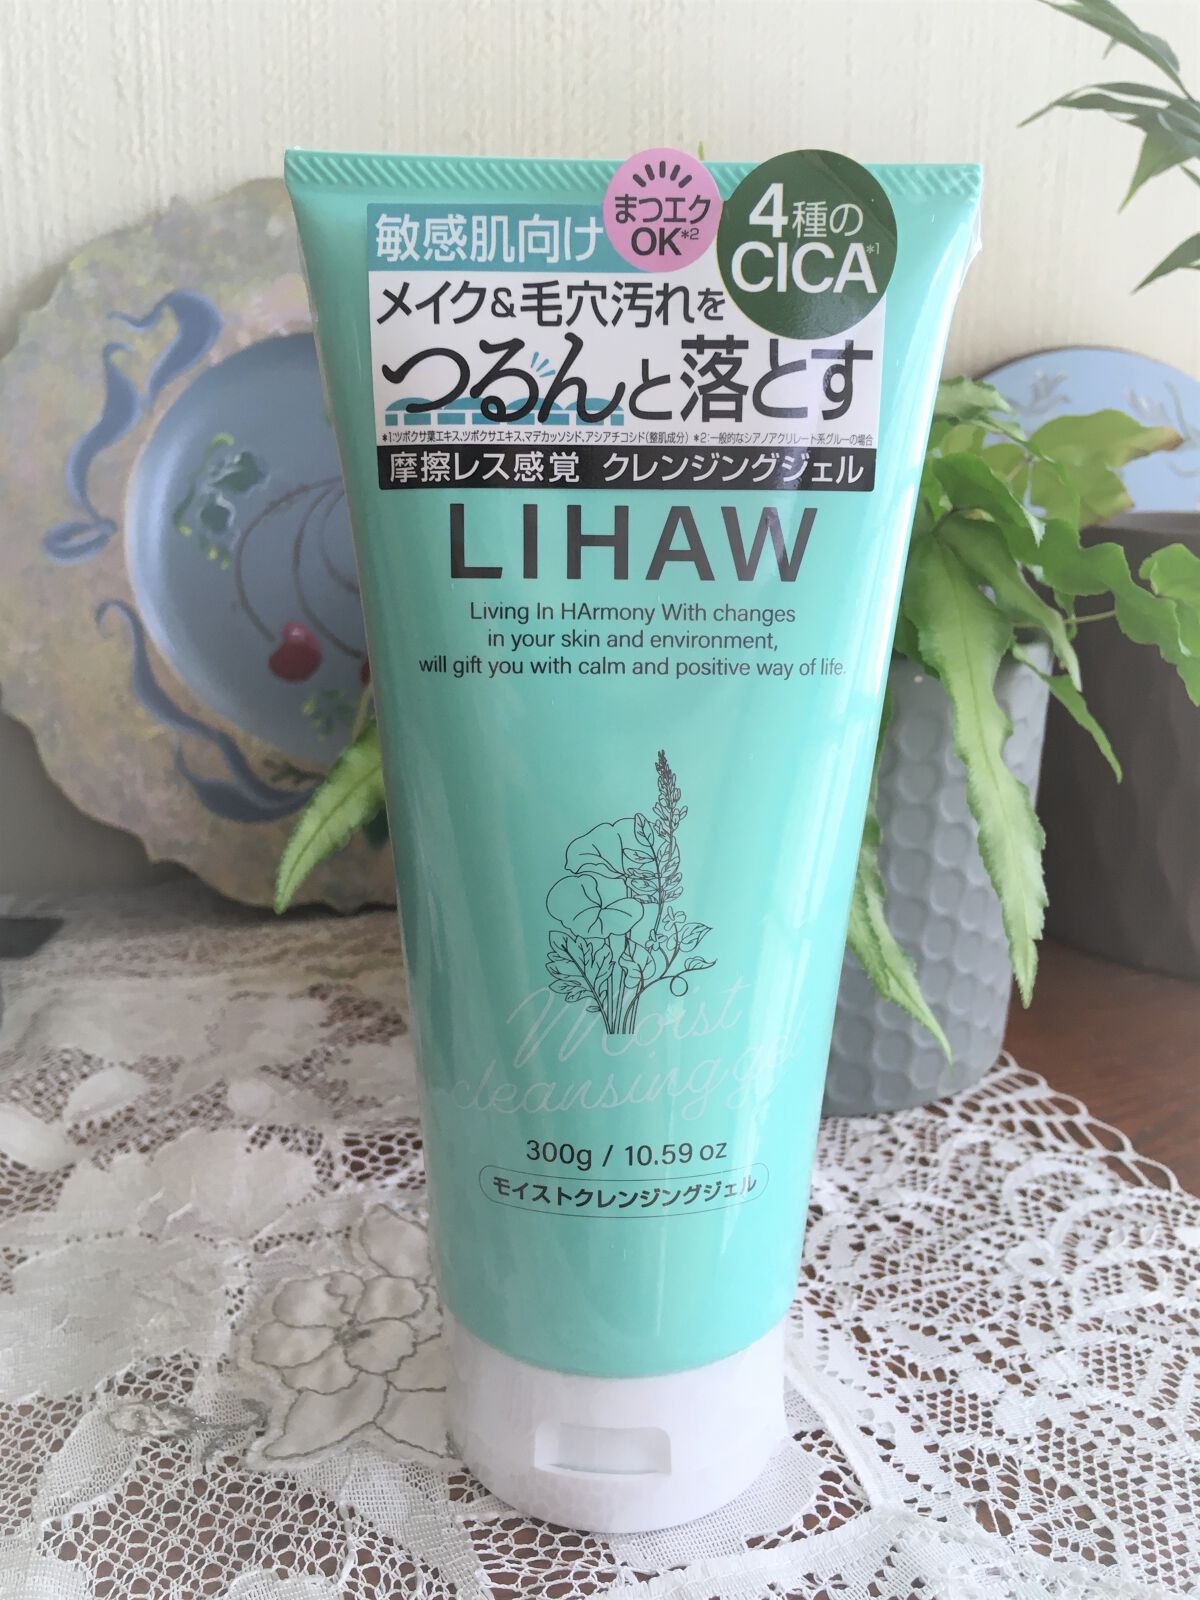 敏感肌向け
まつエク
OK*2
4種の
CICA*1
メイク&毛穴汚れを
つるんと落とす
*1:ツボクサ葉エキス、ツボクサエキス、マデカッソシド、アシアチコシド(整肌成分) *2:一般的なシアノアクリレート系グルーの場合
摩擦レス感覚 クレンジングジェル
LIHAW
Living In HArmony With changes
in your skin and environment,
will gift you with calm and positive way of life.
Moist
cleansing gel
300g / 10.59 oz
モイストクレンジングジェル